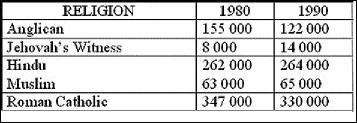 RELIGION 1980 1990
Anglican 155 000 122 000
Jehovah's Witness 8 000 14 000
Hindu 262 000 264 000
Muslim 63 000 65 000
Roman Catholic 347 000 330 000